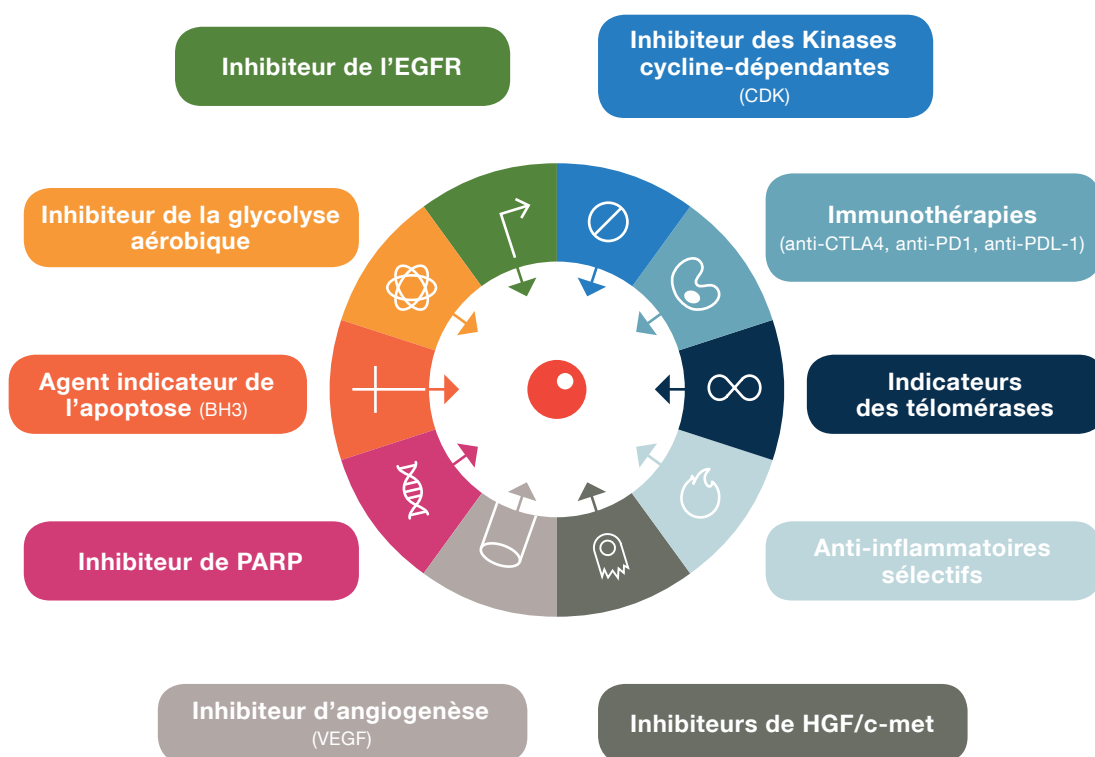 Inhibiteur de l'EGFR
Inhibiteur des Kinases
cycline-dépendantes
(CDK)
Inhibiteur de la glycolyse
aérobique
Immunothérapies
(anti-CTLA4, anti-PD1, anti-PDL-1)
Agent indicateur de
l'apoptose (BH3)
Indicateurs
des télomérases
Inhibiteur de PARP
Anti-inflammatoires
sélectifs
Inhibiteur d'angiogenèse
(VEGF)
Inhibiteurs de HGF/c-met